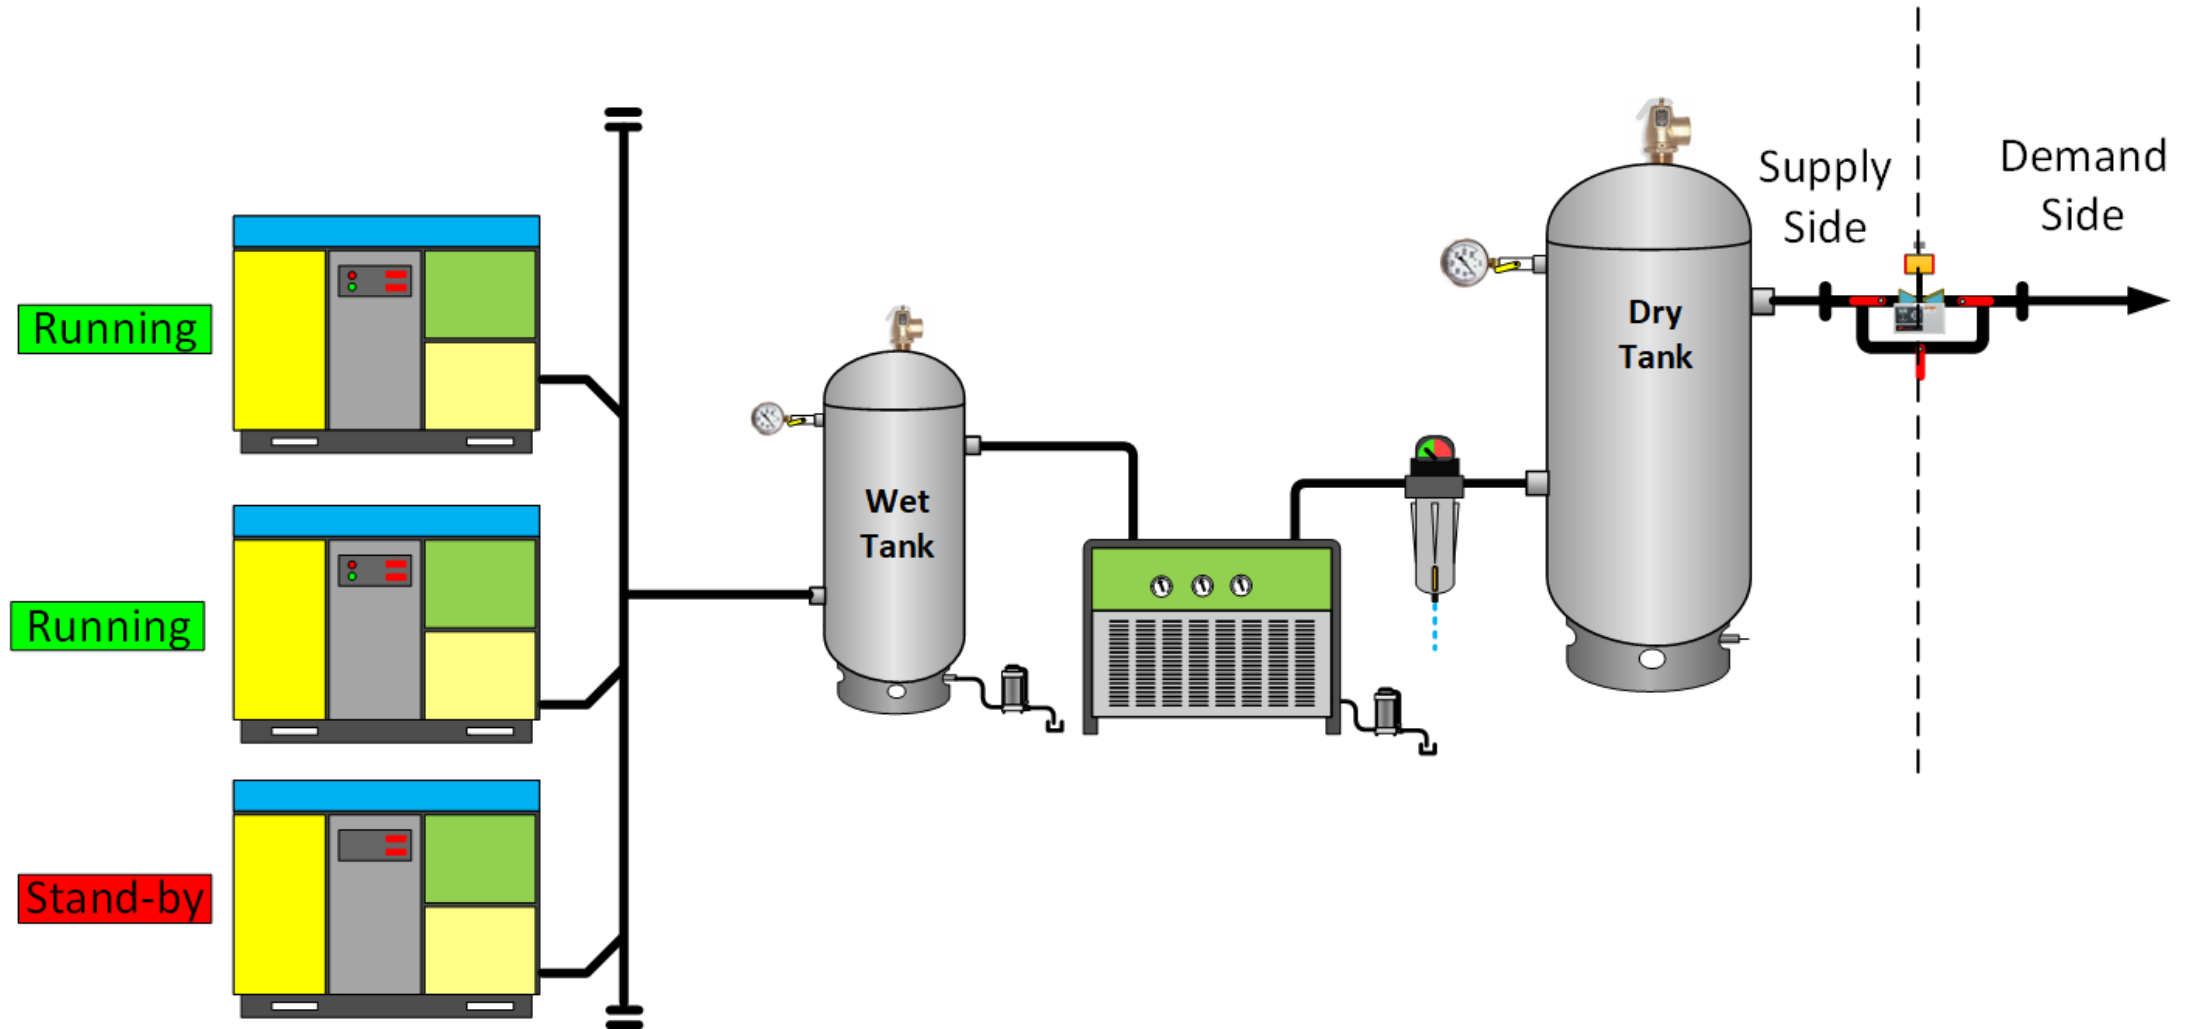 Running
Running
Stand-by
Wet
Tank
Dry
Tank
Supply
Side
Demand
Side